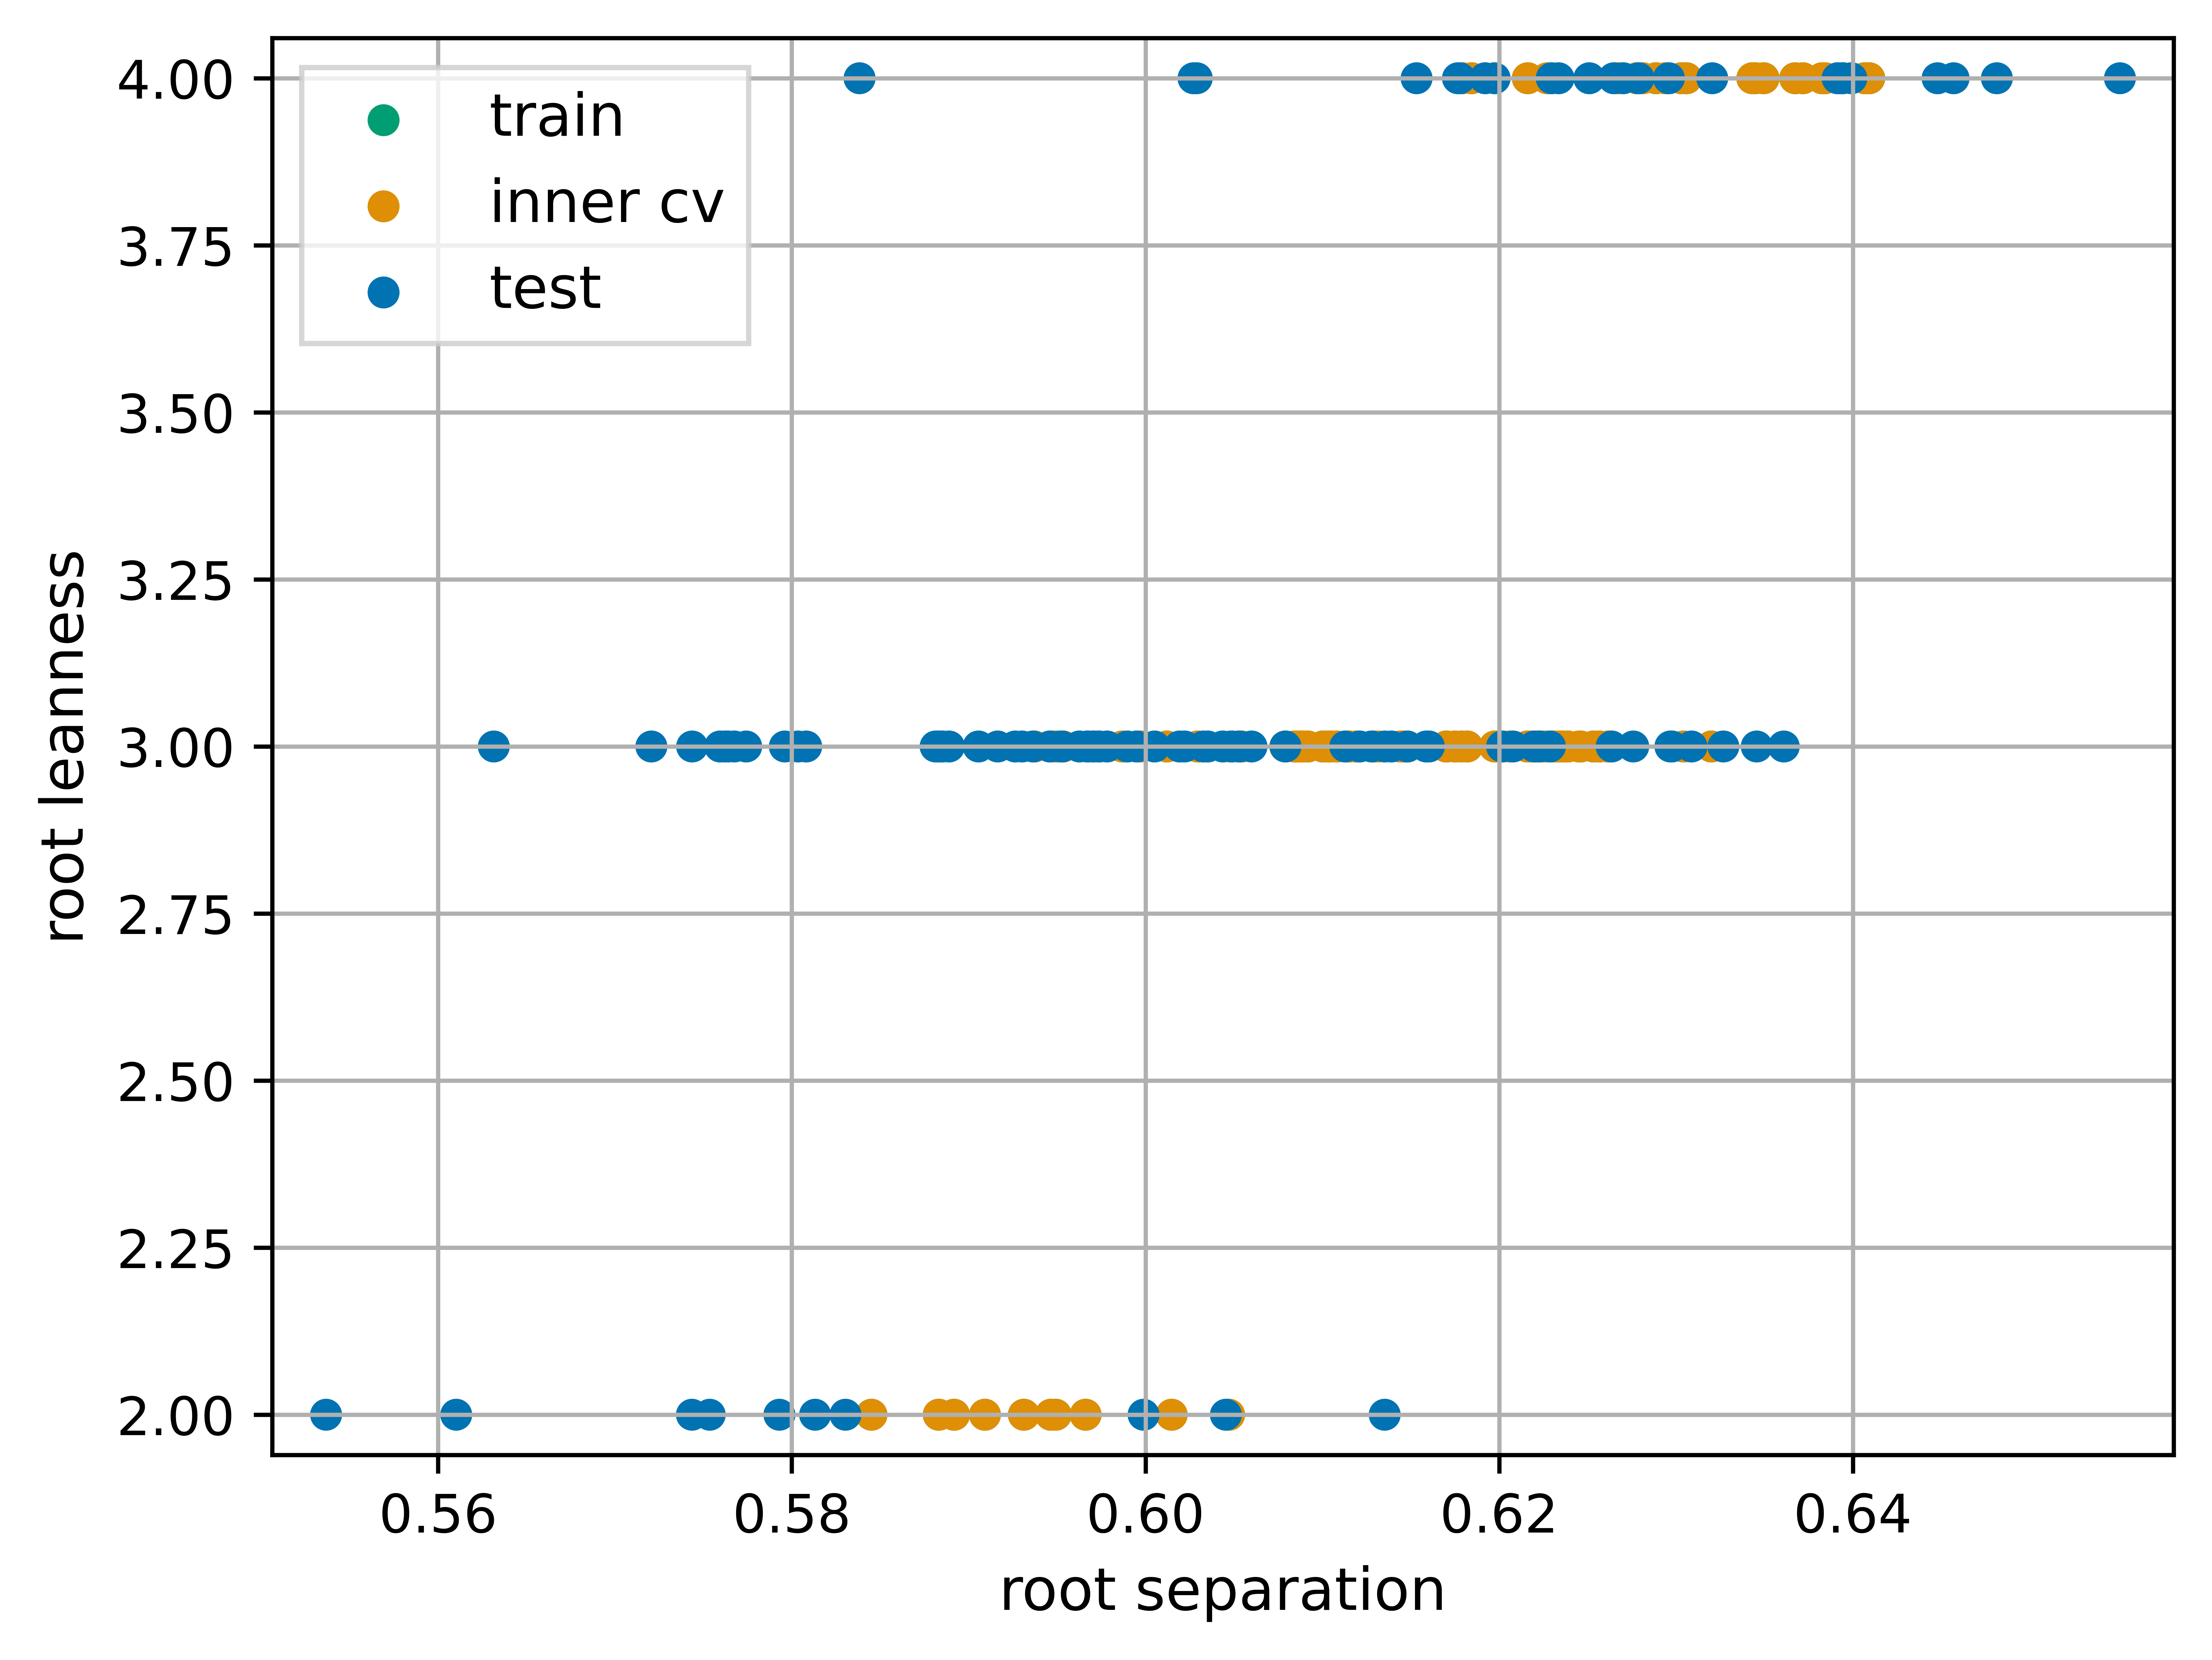 train
inner cv
test
4.00
3.75
3.50
3.25
3.00
2.75
2.50
2.25
2.00
root leanness
0.56 0.58 0.60 0.62 0.64
root separation